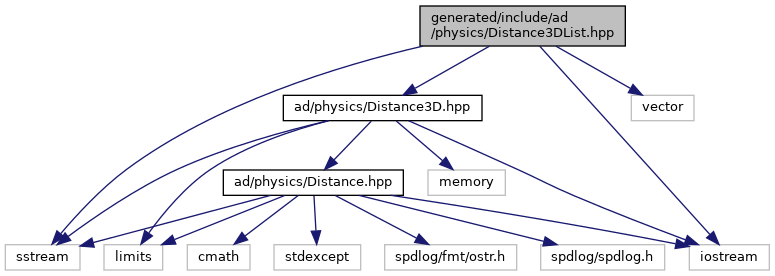 generated/include/ad
/physics/Distance3DList.hpp
ad/physics/Distance3D.hpp
vector
ad/physics/Distance.hpp
memory
sstream
limits
cmath
stdexcept
spdlog/fmt/ostr.h
spdlog/spdlog.h
iostream